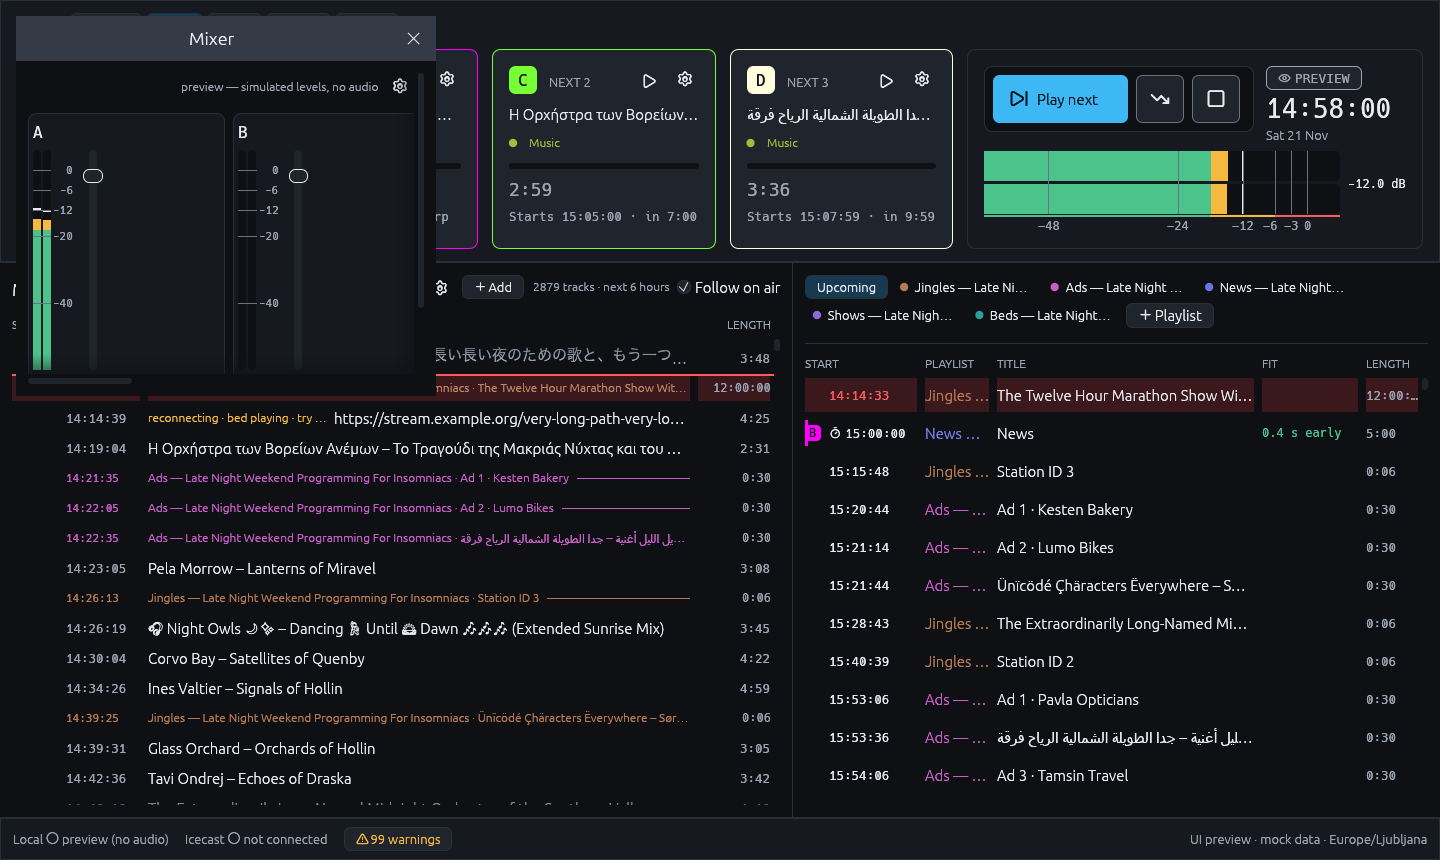 Mixer
preview — simulated levels, no audio
A
0
-6
-12
-20
-40
B
0
-6
-12
-20
-40
C NEXT 2
Η Ορχήστρα των Βορείων…
Music
2:59
Starts 15:05:00 · in 7:00
D NEXT 3
جدا الطويلة الشمالية الرياح فرقة…
Music
3:36
Starts 15:07:59 · in 9:59
Play next
PREVIEW
14:58:00
Sat 21 Nov
-12.0 dB
-48 -24 -12 -6 -3 0
+ Add 2879 tracks · next 6 hours Follow on air
LENGTH
長い長い夜のための歌と、もう一つ… 3:48
· The Twelve Hour Marathon Show Wit… 12:00:00
14:14:39 reconnecting · bed playing · try … https://stream.example.org/very-long-path-very-lo… 4:25
14:19:04 Η Ορχήστρα των Βορείων Ανέμων – Το Τραγούδι της Μακριάς Νύχτας και του … 2:31
14:21:35 Ads — Late Night Weekend Programming For Insomniacs · Ad 1 · Kesten Bakery 0:30
14:22:05 Ads — Late Night Weekend Programming For Insomniacs · Ad 2 · Lumo Bikes 0:30
14:22:35 Ads — Late Night Weekend Programming For Insomniacs · الليل أغنية – جدا الطويلة الشمالية الرياح فرقة… 0:30
14:23:05 Pela Morrow – Lanterns of Miravel 3:08
14:26:13 Jingles — Late Night Weekend Programming For Insomniacs · Station ID 3 0:06
14:26:19 🎧 Night Owls 🌙✨ – Dancing 💃 Until 🌅 Dawn 🎶🎶🎶 (Extended Sunrise Mix) 3:45
14:30:04 Corvo Bay – Satellites of Quenby 4:22
14:34:26 Ines Valtier – Signals of Hollin 4:59
14:39:25 Jingles — Late Night Weekend Programming For Insomniacs · Ünïcödé Çhäracters Ëverywhere – Sør… 0:06
14:39:31 Glass Orchard – Orchards of Hollin 3:05
14:42:36 Tavi Ondrej – Echoes of Draska 3:42
Upcoming Jingles — Late Ni… Ads — Late Night … News — Late Night…
Shows — Late Nigh… Beds — Late Night… + Playlist
START PLAYLIST TITLE FIT LENGTH
14:14:33 Jingles … The Twelve Hour Marathon Show Wi… 12:00:…
B 15:00:00 News … News 0.4 s early 5:00
15:15:48 Jingles … Station ID 3 0:06
15:20:44 Ads — … Ad 1 · Kesten Bakery 0:30
15:21:14 Ads — … Ad 2 · Lumo Bikes 0:30
15:21:44 Ads — … Ünïcödé Çhäracters Ëverywhere – S… 0:30
15:28:43 Jingles … The Extraordinarily Long-Named Mi… 0:06
15:40:39 Jingles … Station ID 2 0:06
15:53:06 Ads — … Ad 1 · Pavla Opticians 0:30
15:53:36 Ads — … أغنية – جدا الطويلة الشمالية الرياح فرقة… 0:30
15:54:06 Ads — … Ad 3 · Tamsin Travel 0:30
Local preview (no audio) Icecast not connected 99 warnings UI preview · mock data · Europe/Ljubljana